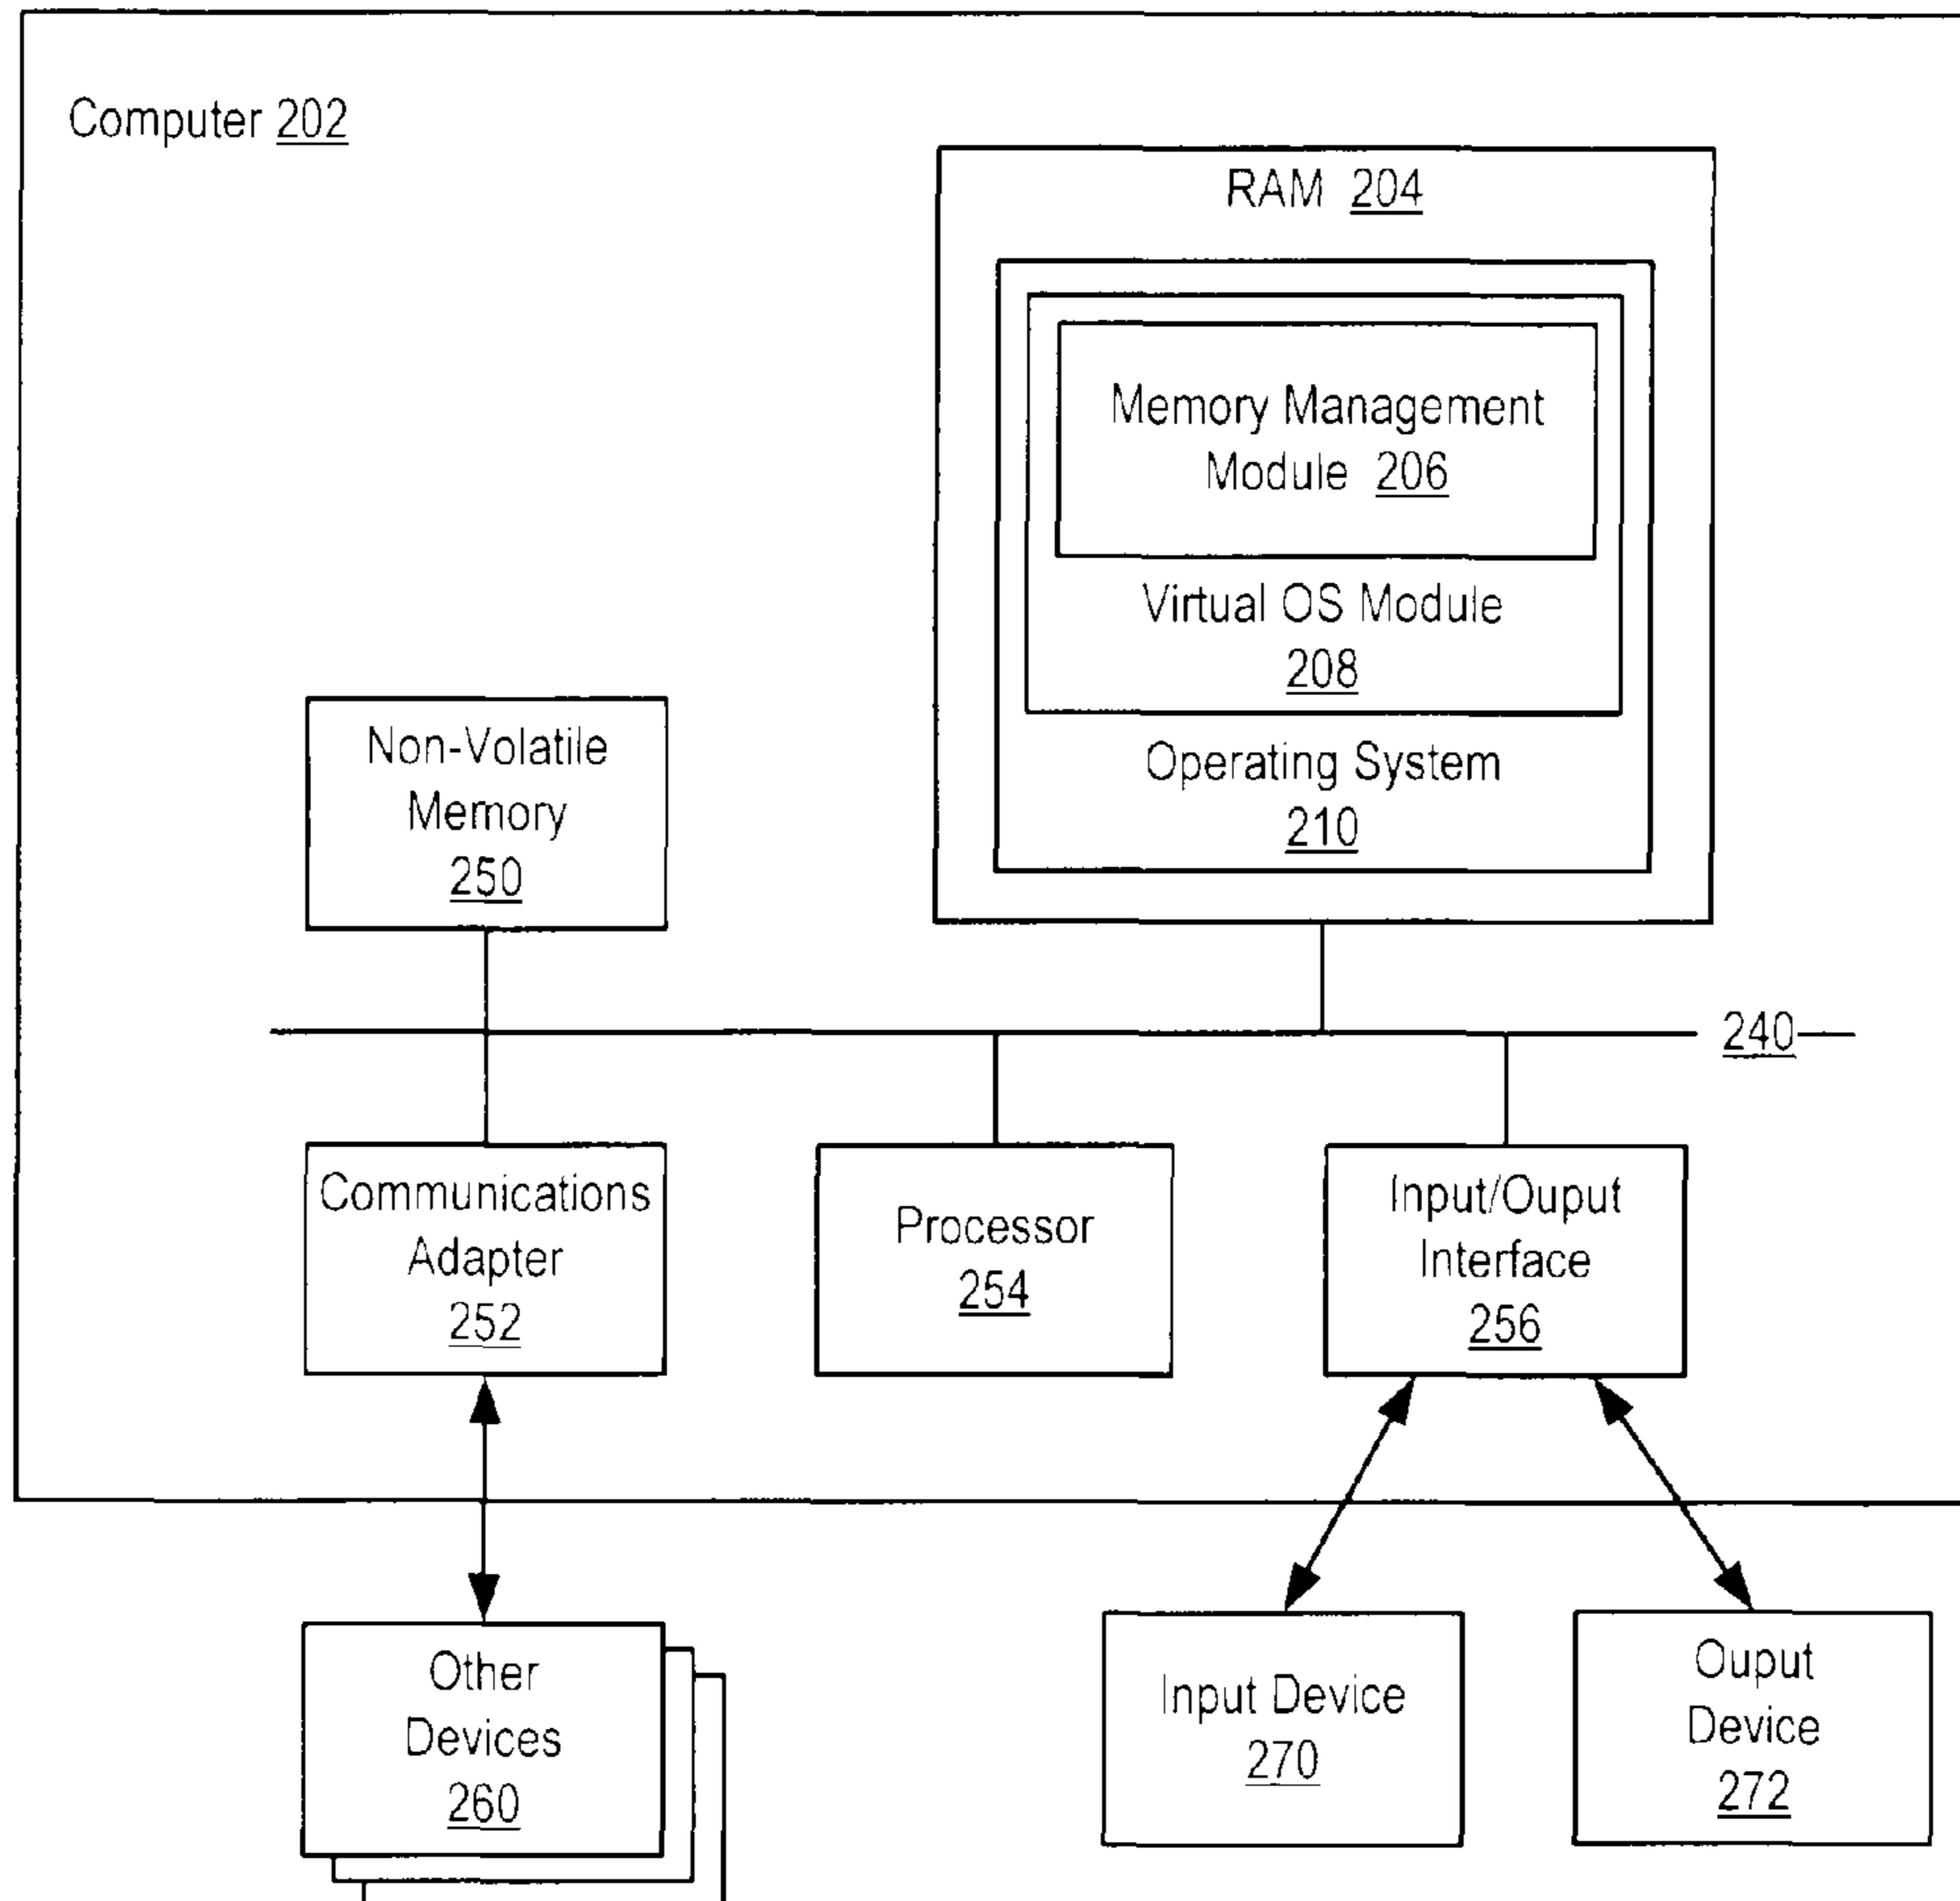 Computer 202
RAM 204
Memory Management
Module 206
Virtual OS Module
208
Operating System
210
Non-Volatile
Memory
250
240
Communications
Adapter
252
Processor
254
Input/Ouput
Interface
256
Other
Devices
260
Input Device
270
Ouput
Device
272